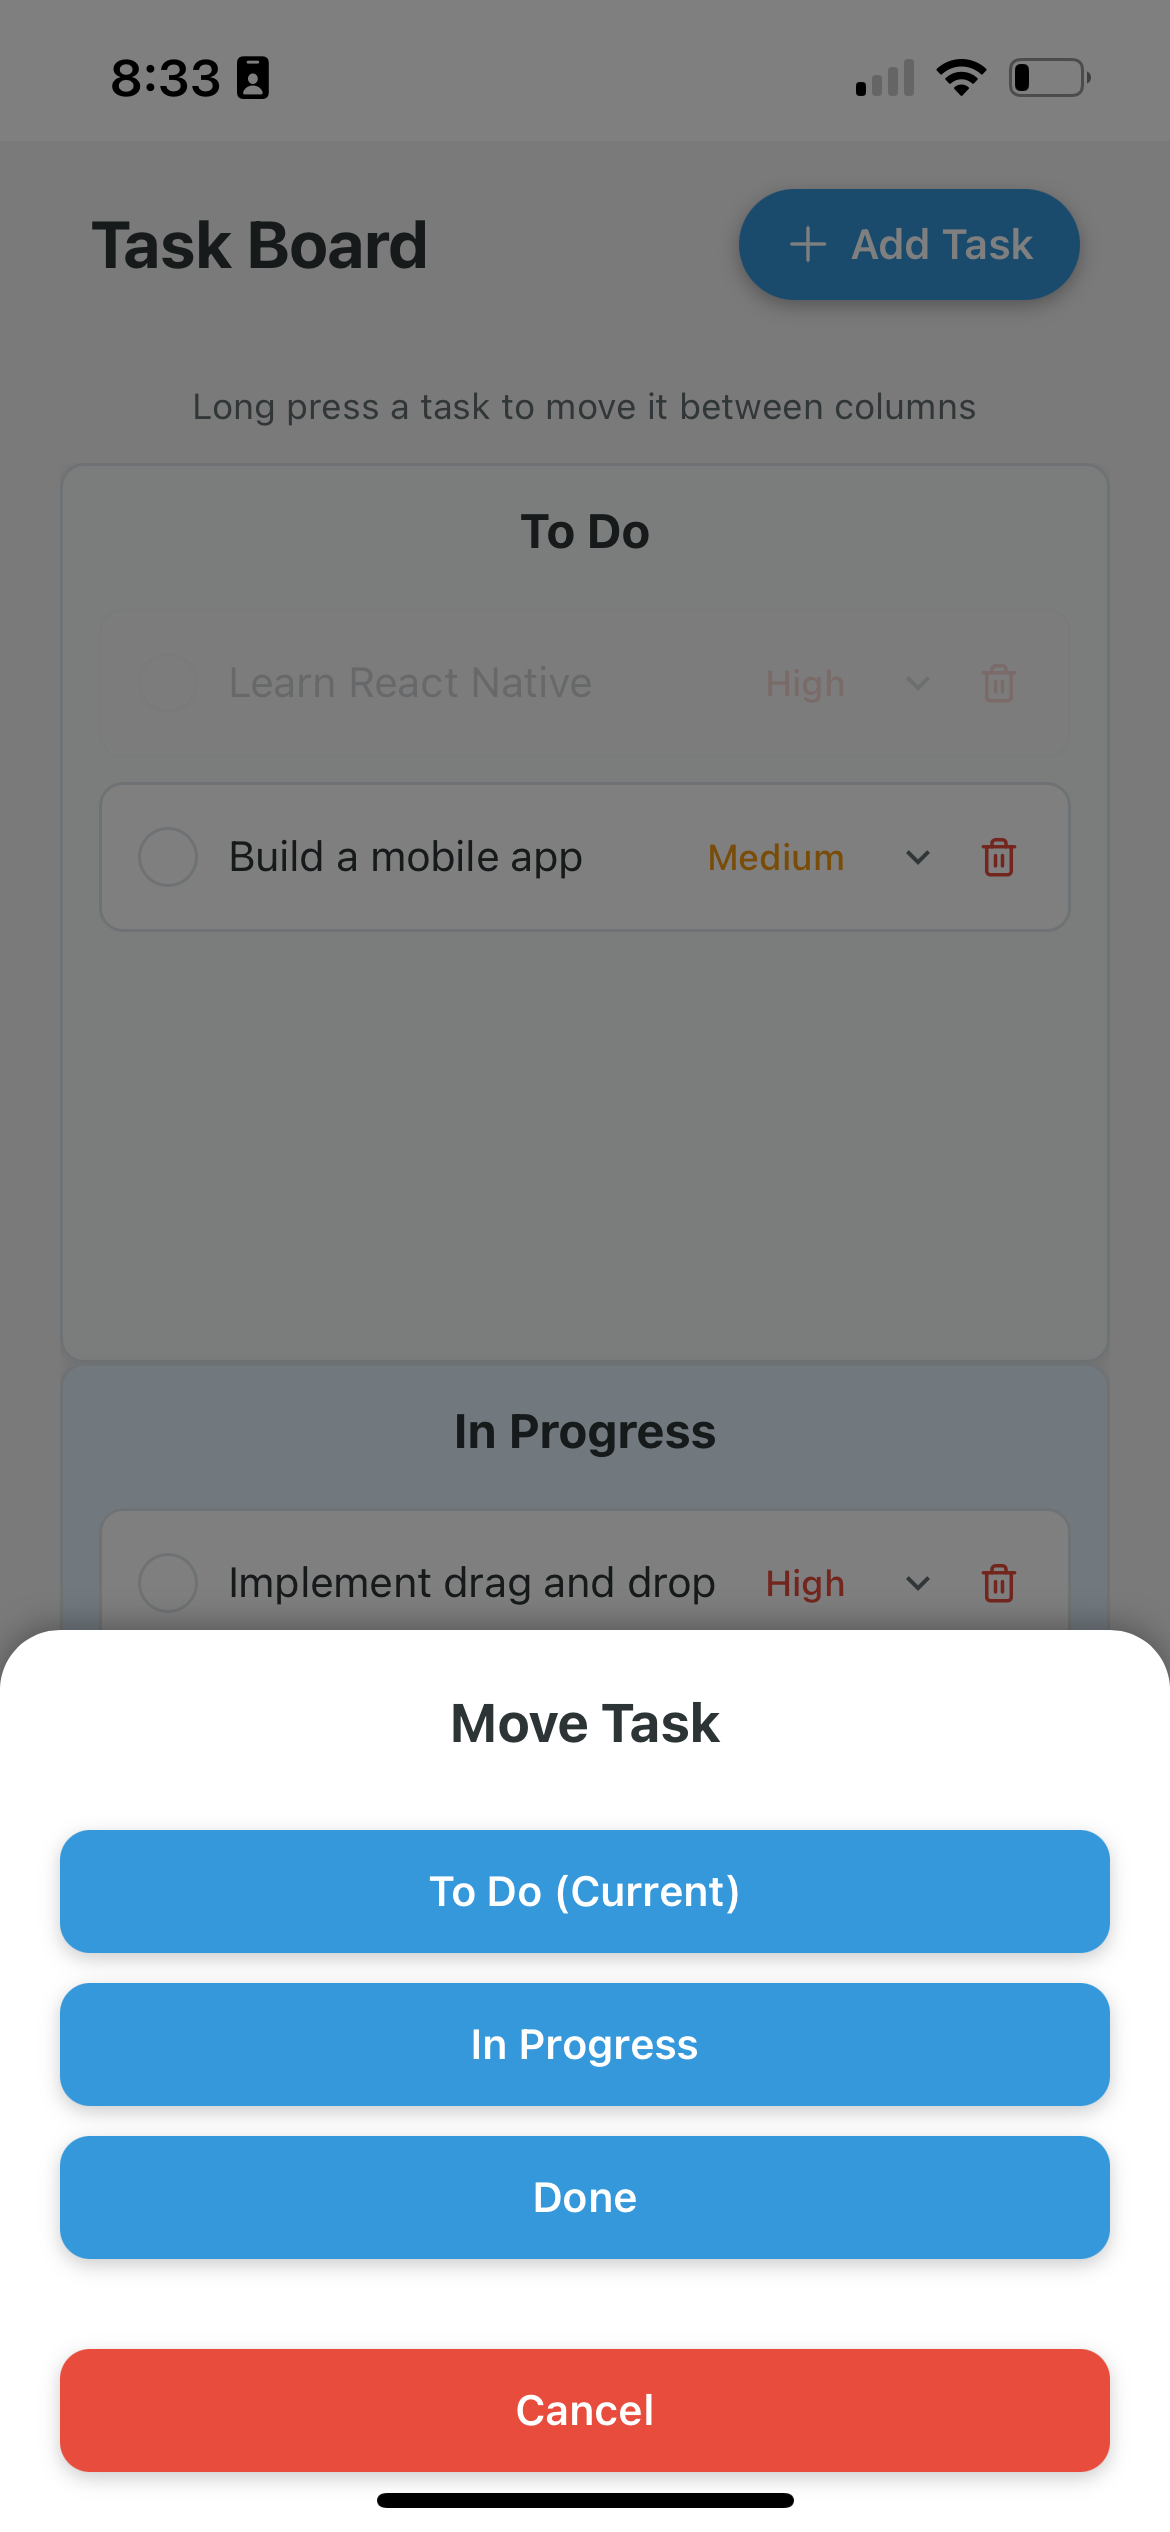 8:33
Task Board
Add Task
Long press a task to move it between columns
To Do
Learn React Native High
Build a mobile app Medium
In Progress
Implement drag and drop High
Move Task
To Do (Current)
In Progress
Done
Cancel